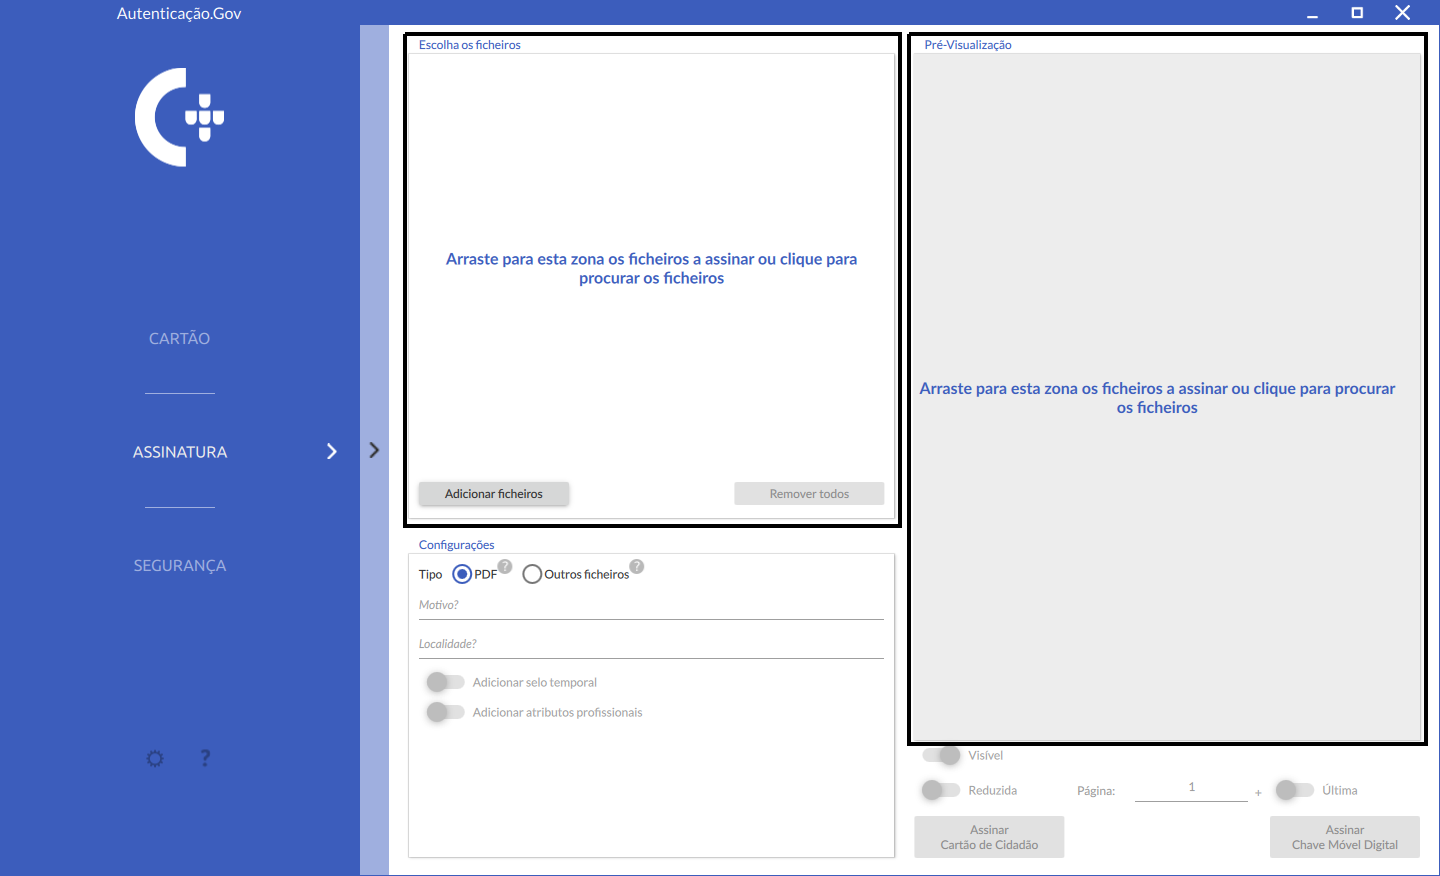 Autenticação.Gov
CARTÃO
ASSINATURA
SEGURANÇA
?
Escolha os ficheiros
Arraste para esta zona os ficheiros a assinar ou clique para
procurar os ficheiros
Adicionar ficheiros
Remover todos
Configurações
Tipo PDF ? Outros ficheiros ?
Motivo?
Localidade?
Adicionar selo temporal
Adicionar atributos profissionais
Pré-Visualização
Arraste para esta zona os ficheiros a assinar ou clique para procurar
os ficheiros
Visível
Reduzida Página: 1 + Última
Assinar
Cartão de Cidadão
Assinar
Chave Móvel Digital